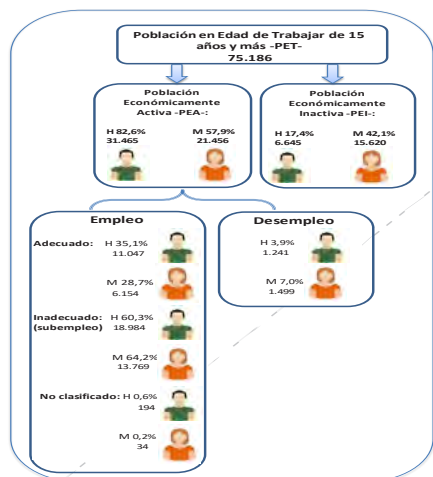 Población en Edad de Trabajar de 15
años y más -PET-
75.186
Población
Económicamente
Activa -PEA-:
H 82,6%
31.465
M 57,9%
21.456
Población
Económicamente
Inactiva -PEI-:
H 17,4%
6.645
M 42,1%
15.620
Empleo
Adecuado: H 35,1%
11.047
M 28,7%
6.154
Inadecuado: H 60,3%
(subempleo) 18.984
M 64,2%
13.769
No clasificado: H 0,6%
194
M 0,2%
34
Desempleo
H 3,9%
1.241
M 7,0%
1.499